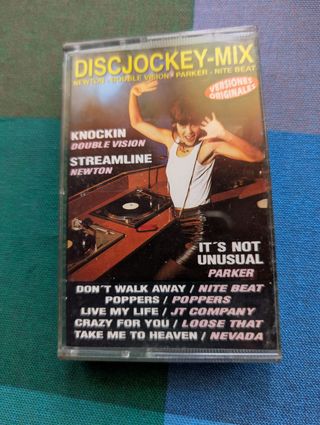 DISCJOCKEY-MIX
NEWTON - DOUBLE VISION - PARKER - NITE BEAT
VERSIONES
ORIGINALES
KNOCKIN
DOUBLE VISION
STREAMLINE
NEWTON
IT´S NOT
UNUSUAL
PARKER
DON´T WALK AWAY / NITE BEAT
POPPERS / POPPERS
LIVE MY LIFE / JT COMPANY
CRAZY FOR YOU / LOOSE THAT
TAKE ME TO HEAVEN / NEVADA